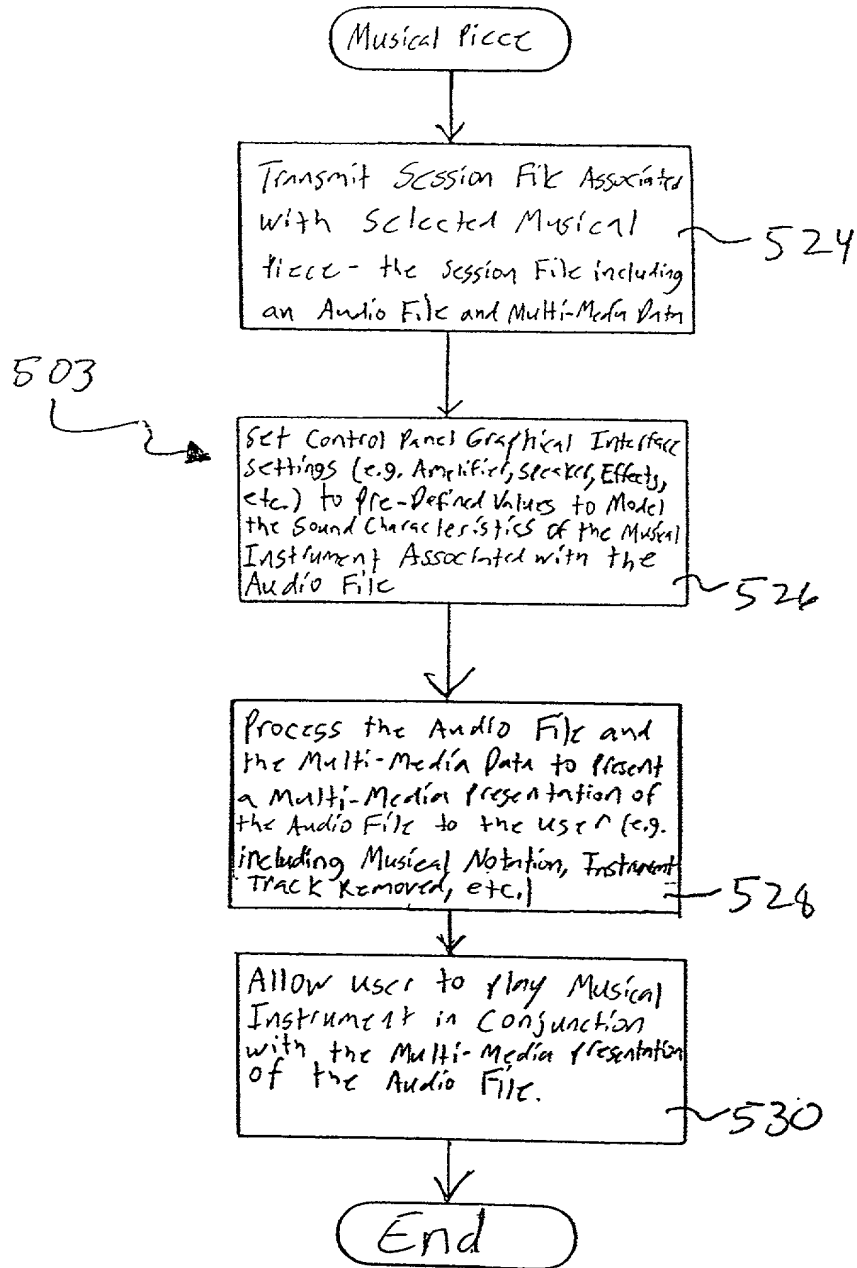 Musical Piece
Transmit Session File Associated
with Selected Musical
Piece - the Session File including
an Audio File and Multi-Media Data
524
503
Set Control Panel Graphical Interface
Settings (e.g. Amplifier, Speaker, Effects,
etc.) to Pre-Defined Values to Model
the Sound Characteristics of the Musical
Instrument Associated with the
Audio File
526
Process the Audio File and
the Multi-Media Data to Present
a Multi-Media Presentation of
the Audio File to the user (e.g.
including Musical Notation, Instrument
Track Removed, etc.)
528
Allow user to play Musical
Instrument in Conjunction
with the Multi-Media presentation
of the Audio File.
530
End